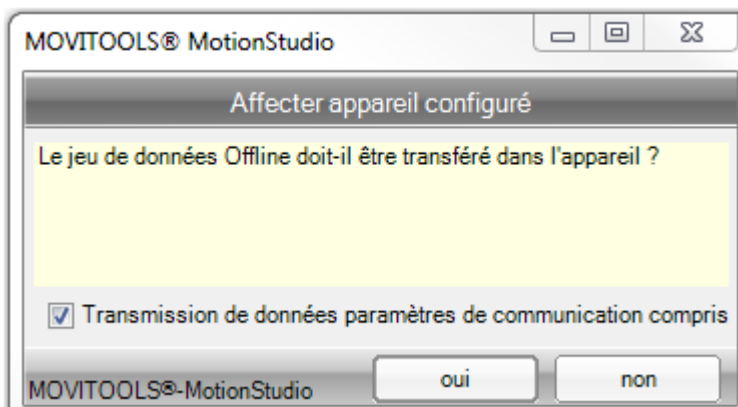 MOVITOOLS® MotionStudio
Affecter appareil configuré
Le jeu de données Offline doit-il être transféré dans l'appareil ?
Transmission de données paramètres de communication compris
MOVITOOLS®-MotionStudio
oui
non